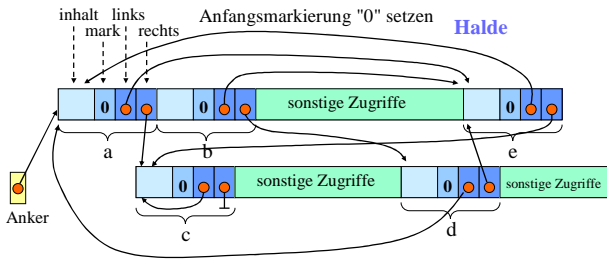 inhalt links Anfangsmarkierung "0" setzen
mark rechts Halde
0 0 sonstige Zugriffe 0
a b e
0 sonstige Zugriffe 0 sonstige Zugriffe
Anker
c d